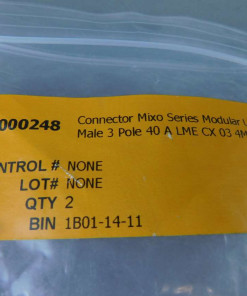 000248 Connector Mixo Series Modular
Male 3 Pole 40 A LME CX 03 4M
NTROL # NONE
LOT# NONE
QTY 2
BIN 1B01-14-11